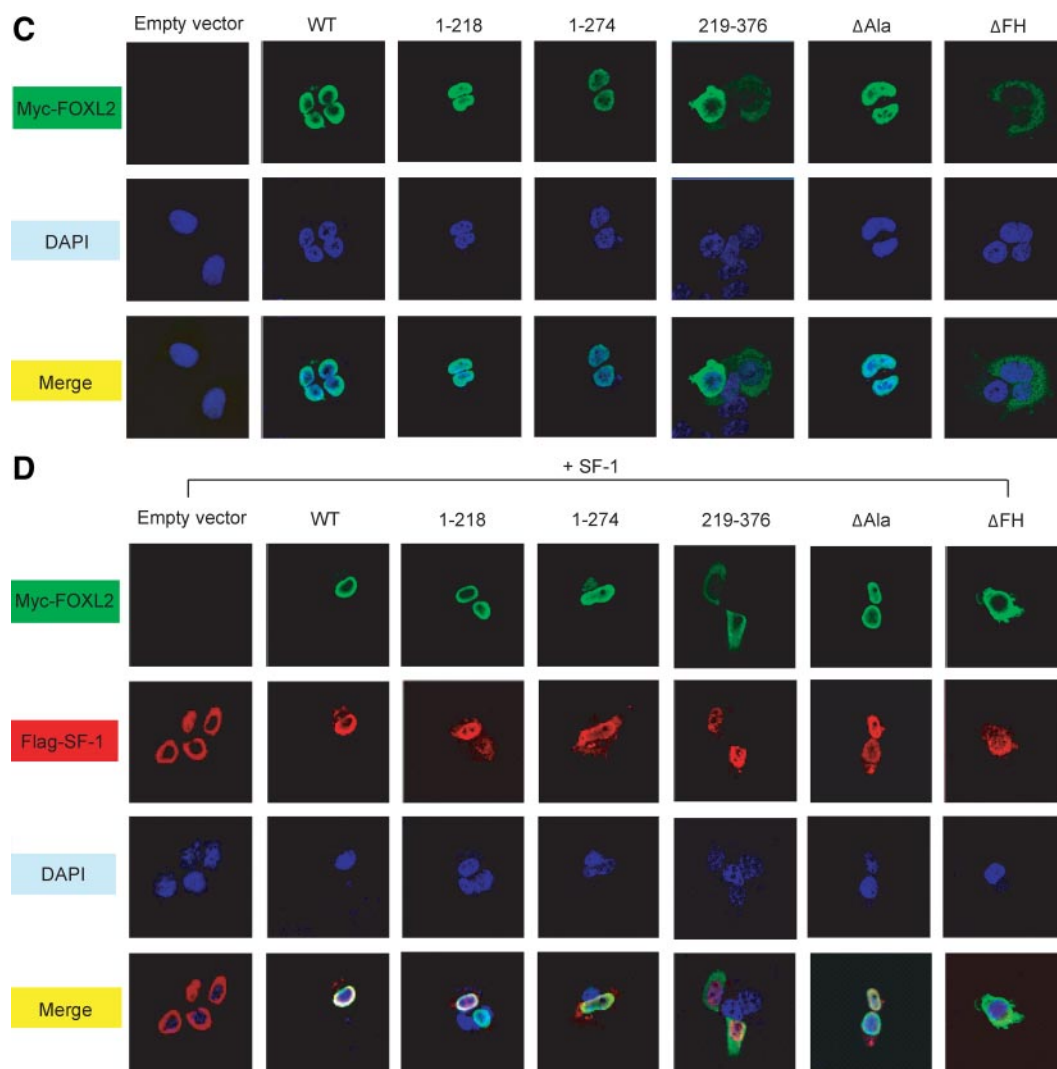 C
Empty vector WT 1-218 1-274 219-376 ΔAla ΔFH
Myc-FOXL2
DAPI
Merge
D
+ SF-1
Empty vector WT 1-218 1-274 219-376 ΔAla ΔFH
Myc-FOXL2
Flag-SF-1
DAPI
Merge